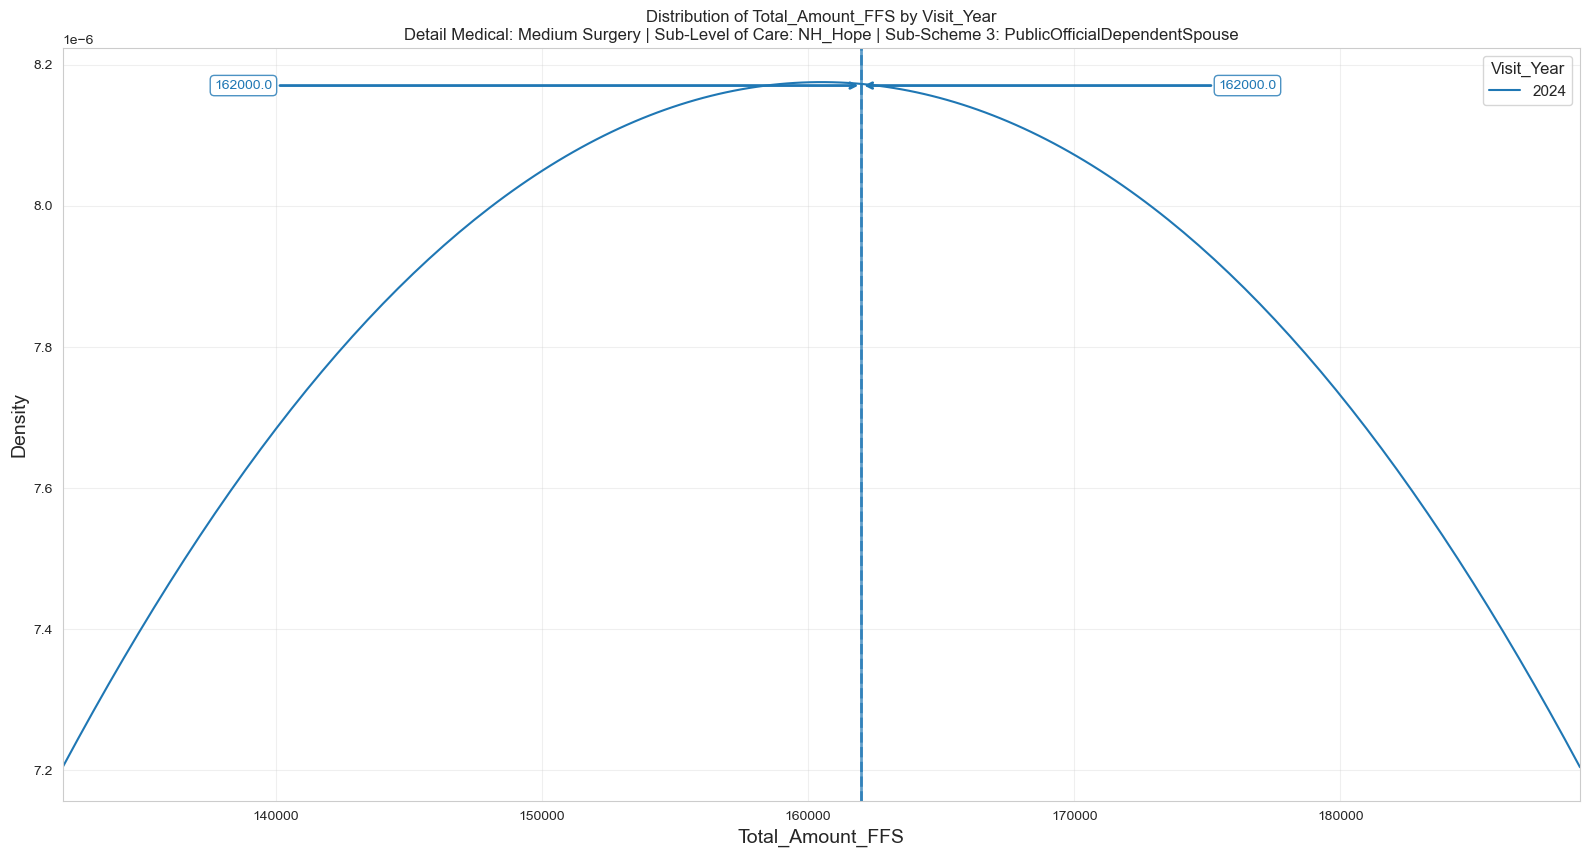 Distribution of Total_Amount_FFS by Visit_Year
Detail Medical: Medium Surgery | Sub-Level of Care: NH_Hope | Sub-Scheme 3: PublicOfficialDependentSpouse
1e−6
8.2
8.0
7.8
7.6
7.4
7.2
Density
162000.0
162000.0
Visit_Year
2024
140000
150000
160000
170000
180000
Total_Amount_FFS